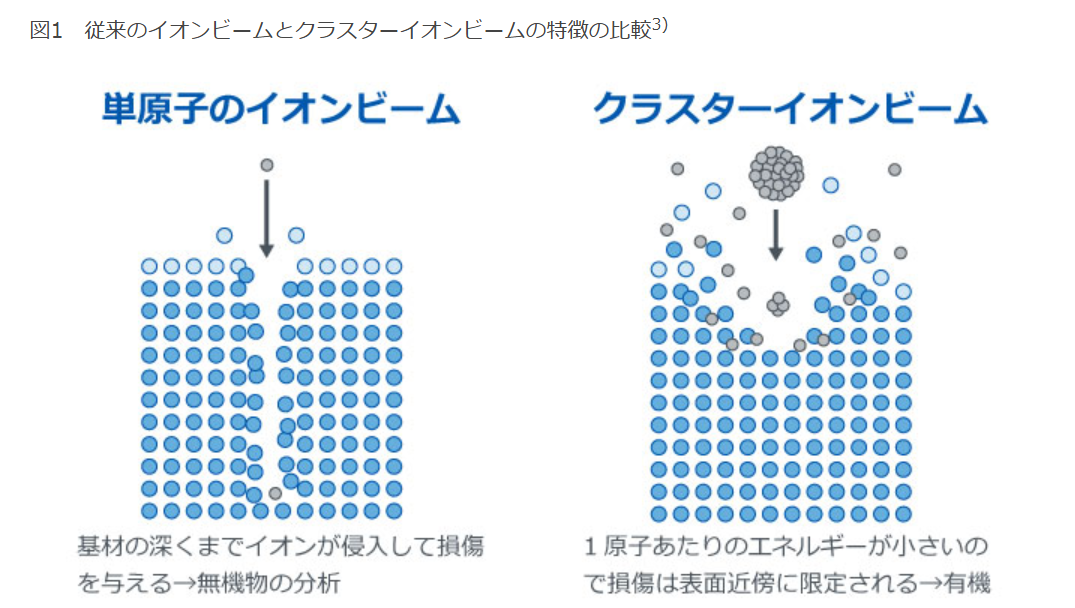 図1 従来のイオンビームとクラスターイオンビームの特徴の比較3)
単原子のイオンビーム
クラスターイオンビーム
基材の深くまでイオンが侵入して損傷
を与える→無機物の分析
1原子あたりのエネルギーが小さいの
で損傷は表面近傍に限定される→有機